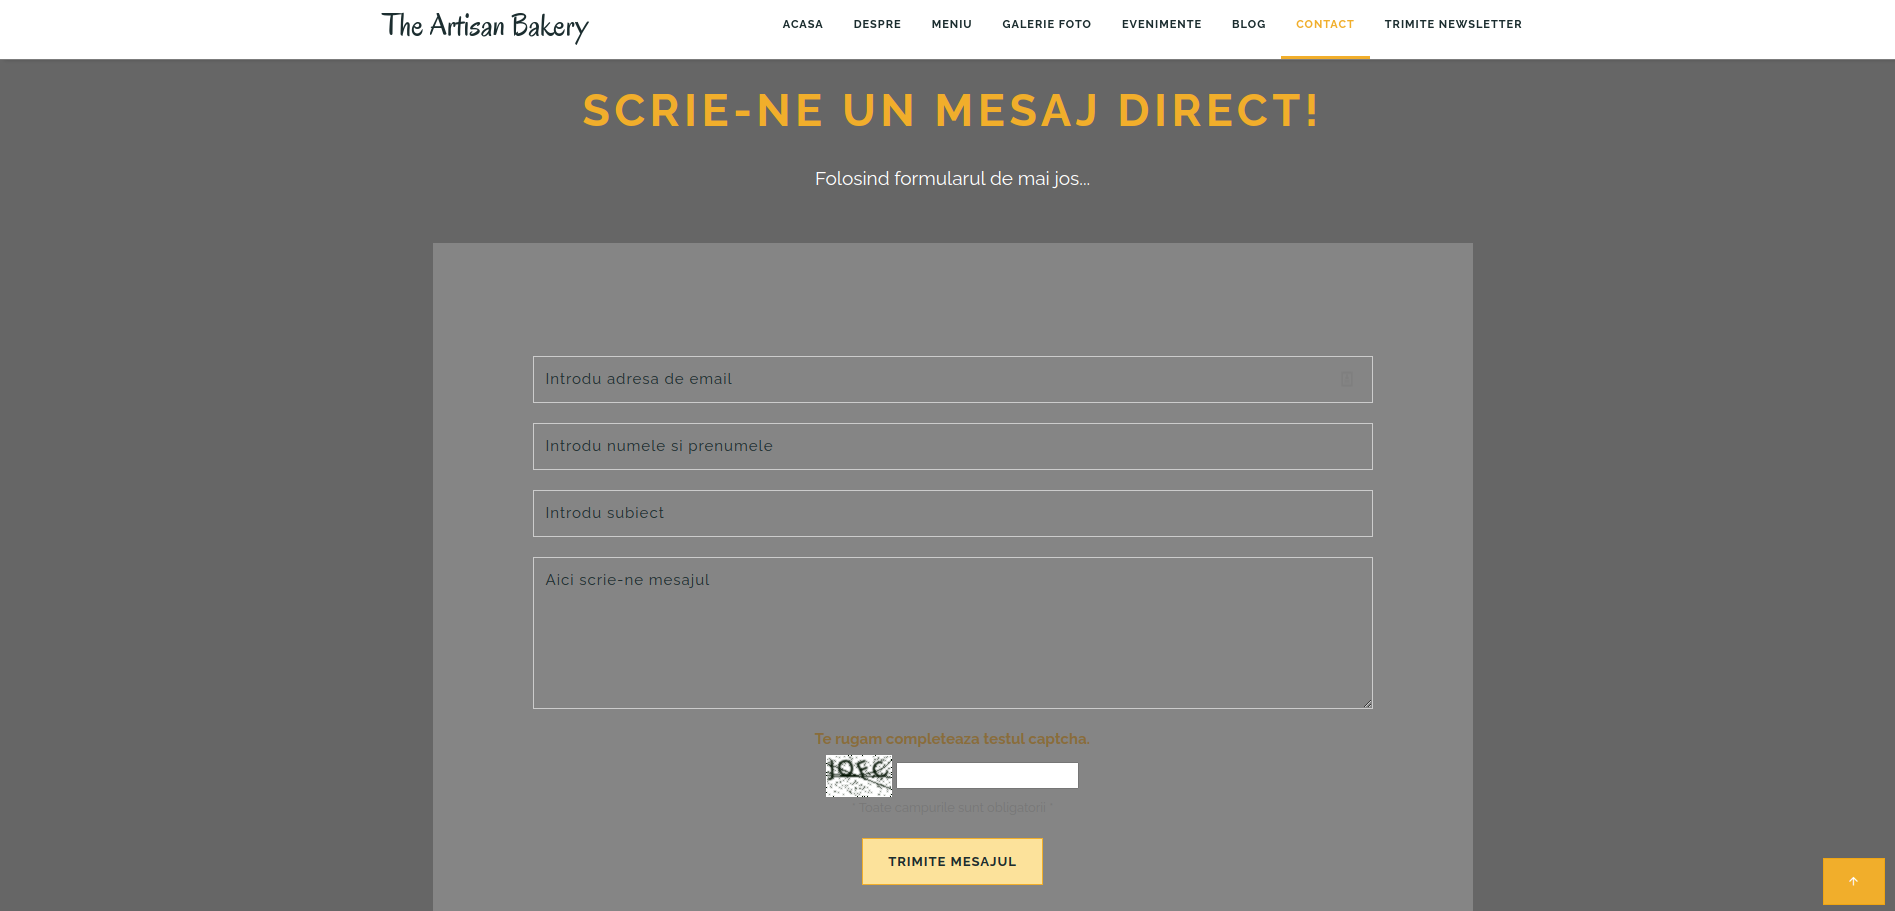 The Artisan Bakery
ACASA DESPRE MENIU GALERIE FOTO EVENIMENTE BLOG CONTACT TRIMITE NEWSLETTER
SCRIE-NE UN MESAJ DIRECT!
Folosind formularul de mai jos...
Introdu adresa de email
Introdu numele si prenumele
Introdu subiect
Aici scrie-ne mesajul
Te rugam completeaza testul captcha.
* Toate campurile sunt obligatorii *
TRIMITE MESAJUL